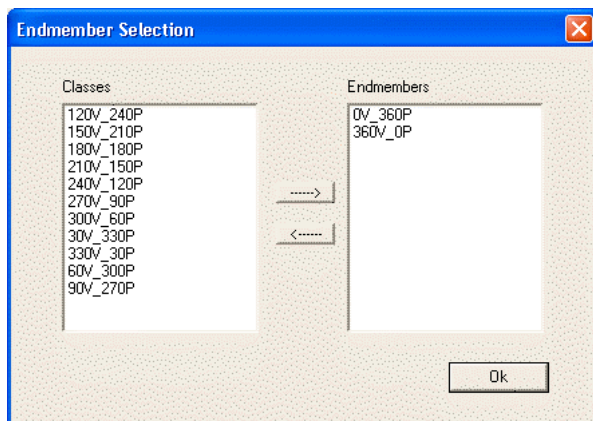 Endmember Selection
Classes
Endmembers
120V_240P
150V_210P
180V_180P
210V_150P
240V_120P
270V_90P
300V_60P
30V_330P
330V_30P
60V_300P
90V_270P
0V_360P
360V_0P
------>
<------
Ok